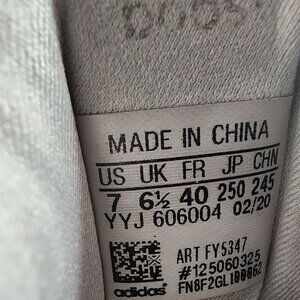 MADE IN CHINA
US UK FR JP CHN
7 6½ 40 250 245
YYJ 606004 02/20
ART FY5347
#125060325
adidas